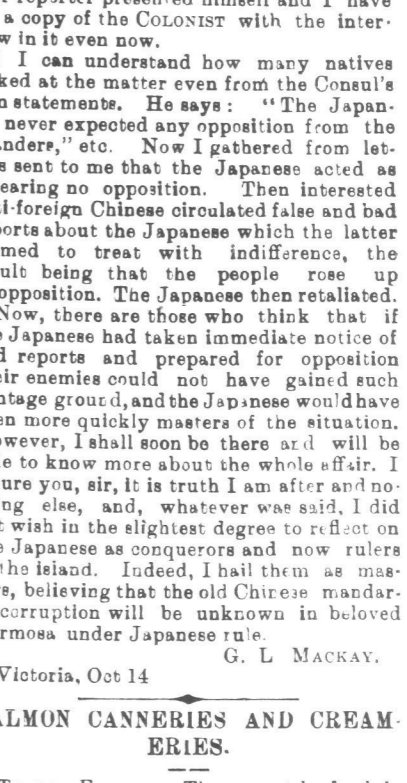 reporter presented himself and I have
a copy of the COLONIST with the inter-
w in it even now.
I can understand how many natives
ked at the matter even from the Consul's
n statements. He says: "The Japan-
never expected any opposition from the
anders," etc. Now I gathered from let-
s sent to me that the Japanese acted as
earing no opposition. Then interested
ti-foreign Chinese circulated false and bad
orts about the Japanese which the latter
med to treat with indifference, the
ult being that the people rose up
opposition. The Japanese then retaliated.
Now, there are those who think that if
e Japanese had taken immediate notice of
d reports and prepared for opposition
eir enemies could not have gained such
ntage ground, and the Japanese would have
en more quickly masters of the situation.
owever, I shall soon be there and will be
le to know more about the whole affair. I
ure you, sir, it is truth I am after and no-
ng else, and, whatever was said, I did
t wish in the slightest degree to reflect on
e Japanese as conquerors and now rulers
the island. Indeed, I hail them as mas-
rs, believing that the old Chinese mandar-
corruption will be unknown in beloved
rmosa under Japanese rule.
G. L MACKAY.
Victoria, Oct 14
ALMON CANNERIES AND CREAM-
ERIES.